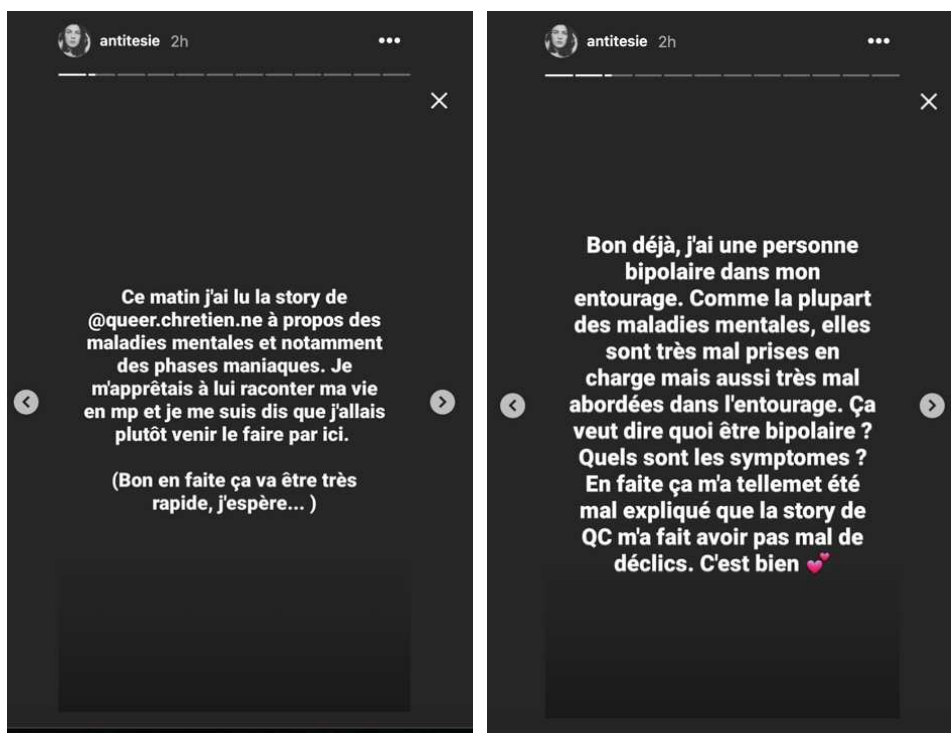 antitesie 2h
Ce matin j'ai lu la story de
@queer.chretien.ne à propos des
maladies mentales et notamment
des phases maniaques. Je
m'apprêtais à lui raconter ma vie
en mp et je me suis dis que j'allais
plutôt venir le faire par ici.
(Bon en faite ça va être très
rapide, j'espère... )
antitesie 2h
Bon déjà, j'ai une personne
bipolaire dans mon
entourage. Comme la plupart
des maladies mentales, elles
sont très mal prises en
charge mais aussi très mal
abordées dans l'entourage. Ça
veut dire quoi être bipolaire ?
Quels sont les symptomes ?
En faite ça m'a tellemet été
mal expliqué que la story de
QC m'a fait avoir pas mal de
déclics. C'est bien 💕